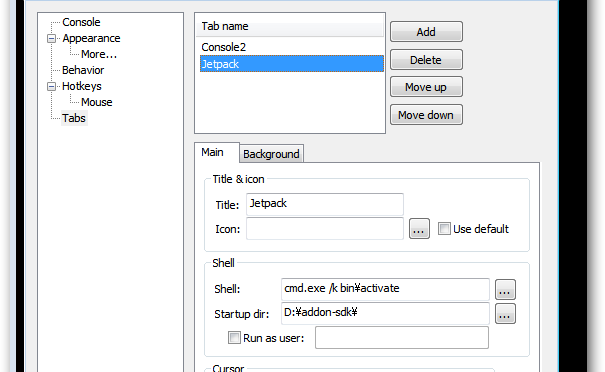 Console
Appearance
More...
Behavior
Hotkeys
Mouse
Tabs
Tab name
Console2
Jetpack
Add
Delete
Move up
Move down
Main
Background
Title & icon
Title: Jetpack
Icon: ... Use default
Shell
Shell: cmd.exe /k bin¥activate ...
Startup dir: D:¥addon-sdk¥ ...
Run as user:
Cursor